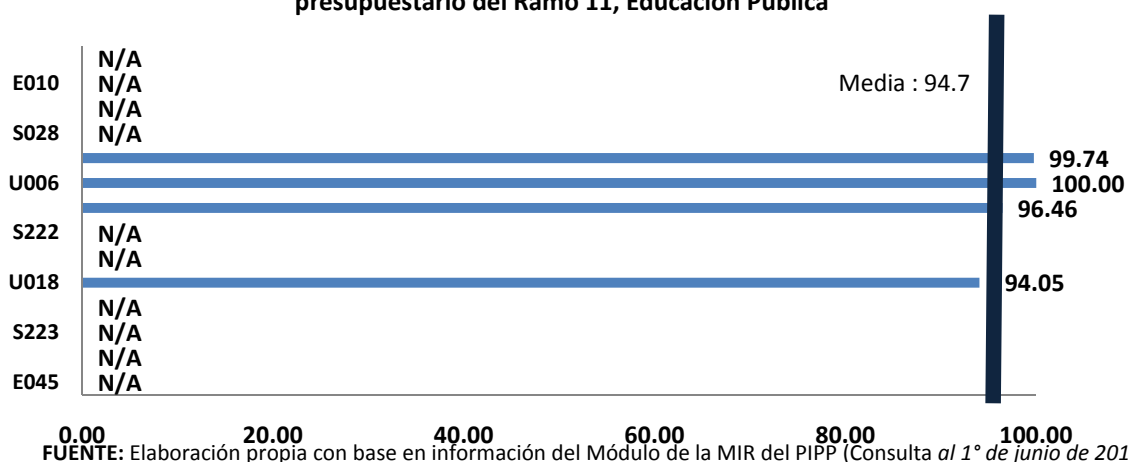 presupuestario del Ramo 11, Educación Pública
N/A
E010 N/A Media : 94.7
N/A
S028 N/A
99.74
U006 100.00
96.46
S222 N/A
N/A
U018 94.05
N/A
S223 N/A
N/A
E045 N/A
0.00 20.00 40.00 60.00 80.00 100.00
FUENTE: Elaboración propia con base en información del Módulo de la MIR del PIPP (Consulta al 1° de junio de 201